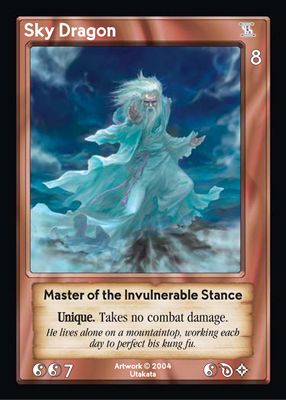 Sky Dragon
8
Master of the Invulnerable Stance
Unique. Takes no combat damage.
He lives alone on a mountaintop, working each
day to perfect his kung fu.
7
Artwork © 2004
Utakata